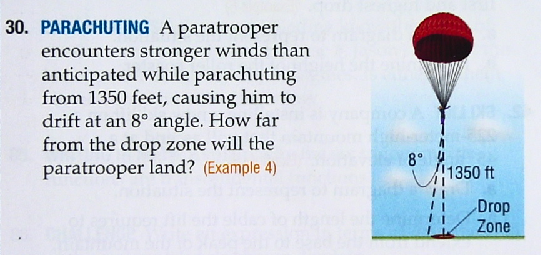 30. PARACHUTING A paratrooper
encounters stronger winds than
anticipated while parachuting
from 1350 feet, causing him to
drift at an 8° angle. How far
from the drop zone will the
paratrooper land? (Example 4)
8°
1350 ft
Drop
Zone